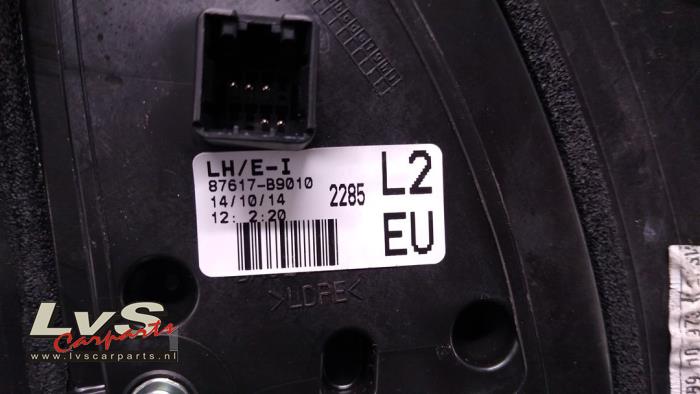 LH/E-I
87617-B9010
14/10/14
12: 2:20
2285
L2
EU
>LDPE<
LvS
Carparts
www.lvscarparts.nl